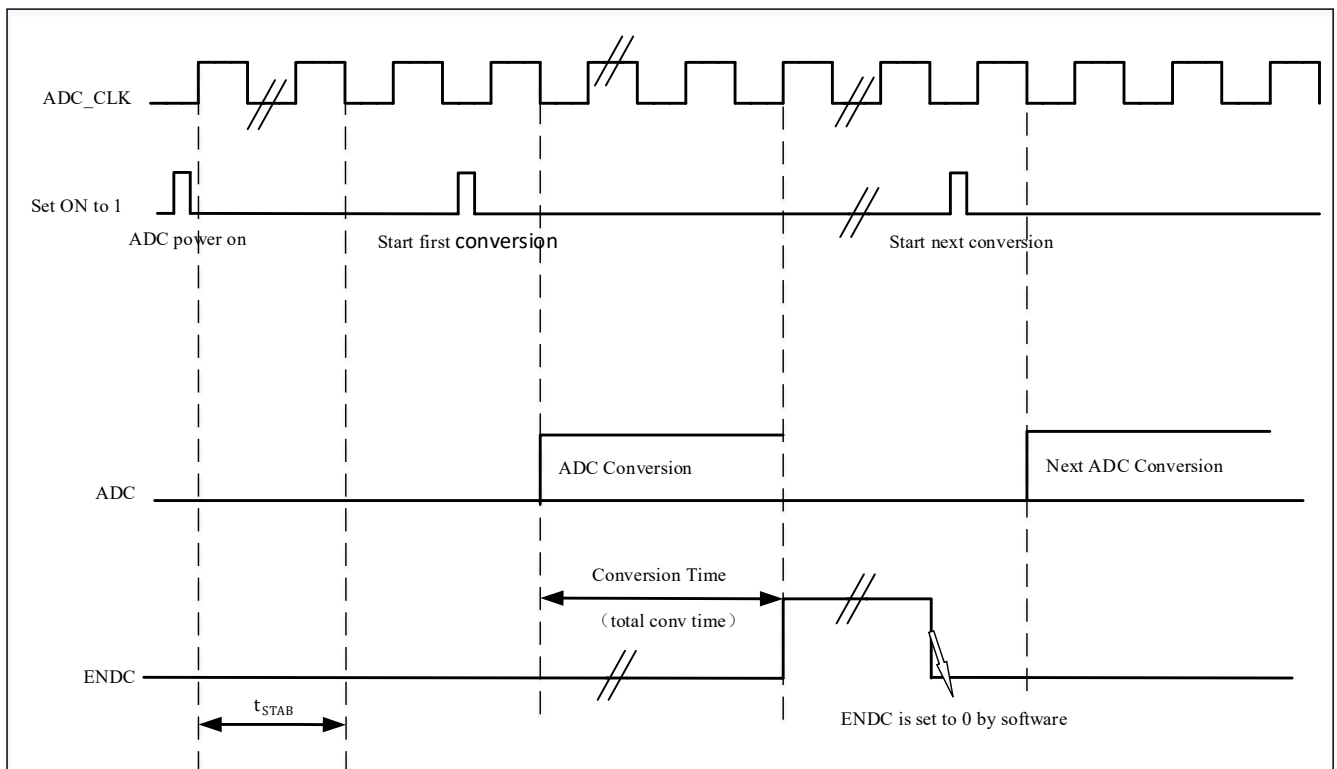 ADC_CLK
Set ON to 1
ADC power on
Start first conversion
Start next conversion
ADC Conversion
Next ADC Conversion
ADC
Conversion Time
（total conv time）
ENDC
tSTAB
ENDC is set to 0 by software